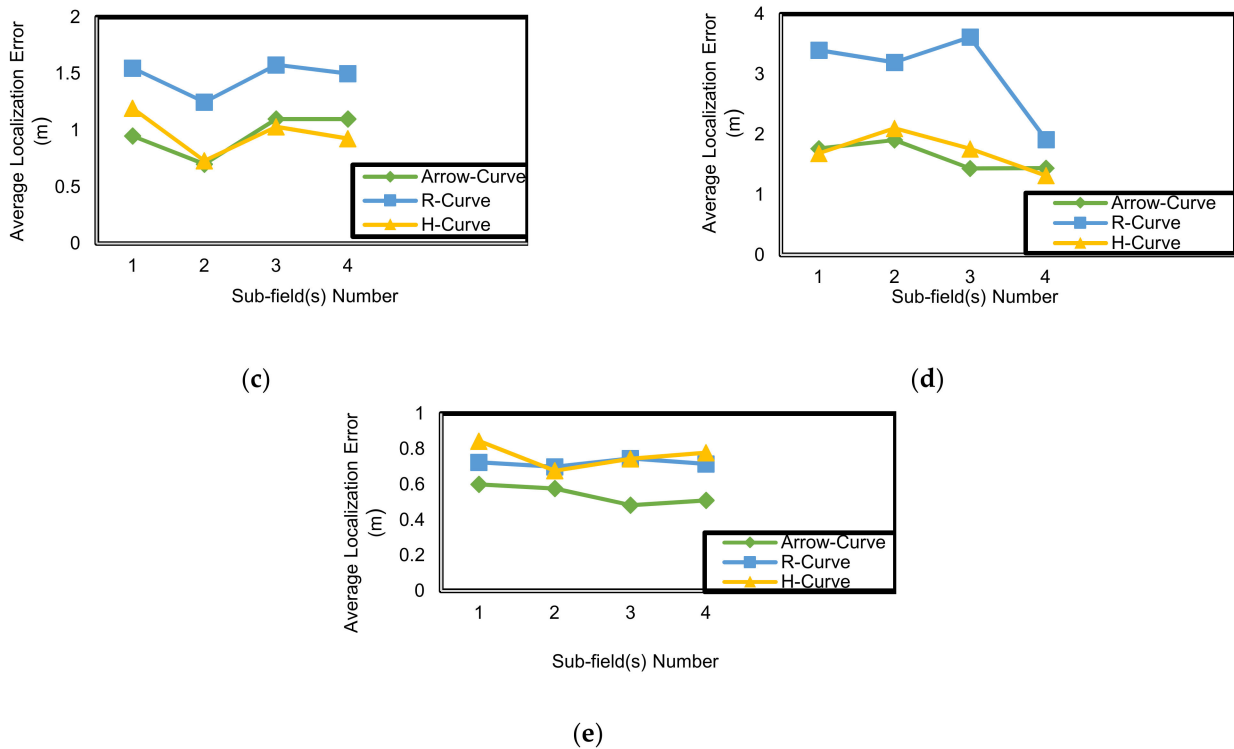 Average Localization Error
(m)
2
1.5
1
0.5
0
1 2 3 4
Sub-field(s) Number
Arrow-Curve
R-Curve
H-Curve
(c)
Average Localization Error
(m)
4
3
2
1
0
1 2 3 4
Sub-field(s) Number
Arrow-Curve
R-Curve
H-Curve
(d)
Average Localization Error
(m)
1
0.8
0.6
0.4
0.2
0
1 2 3 4
Sub-field(s) Number
Arrow-Curve
R-Curve
H-Curve
(e)